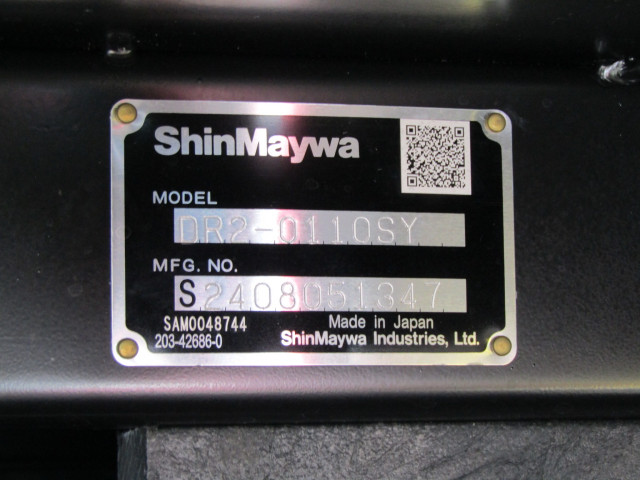 ShinMaywa
MODEL
DR2-0110SY
MFG. NO.
S2408051347
SAM0048744
203-42686-0
Made in Japan
ShinMaywa Industries, Ltd.